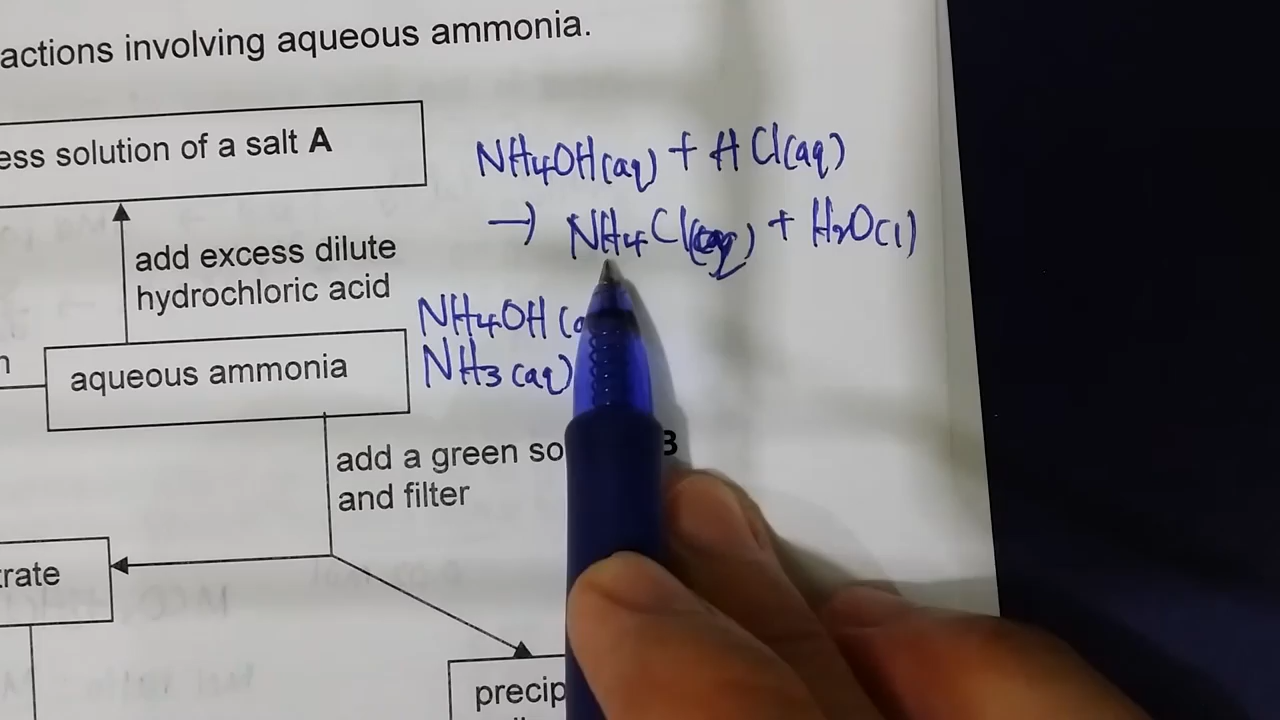 actions involving aqueous ammonia.
ess solution of a salt A
NH4OH(aq) + HCl(aq)
→ NH4Cl(aq) + H2O(l)
add excess dilute
hydrochloric acid
NH4OH (a
n
aqueous ammonia
NH3(aq)
add a green so
B
and filter
trate
precip